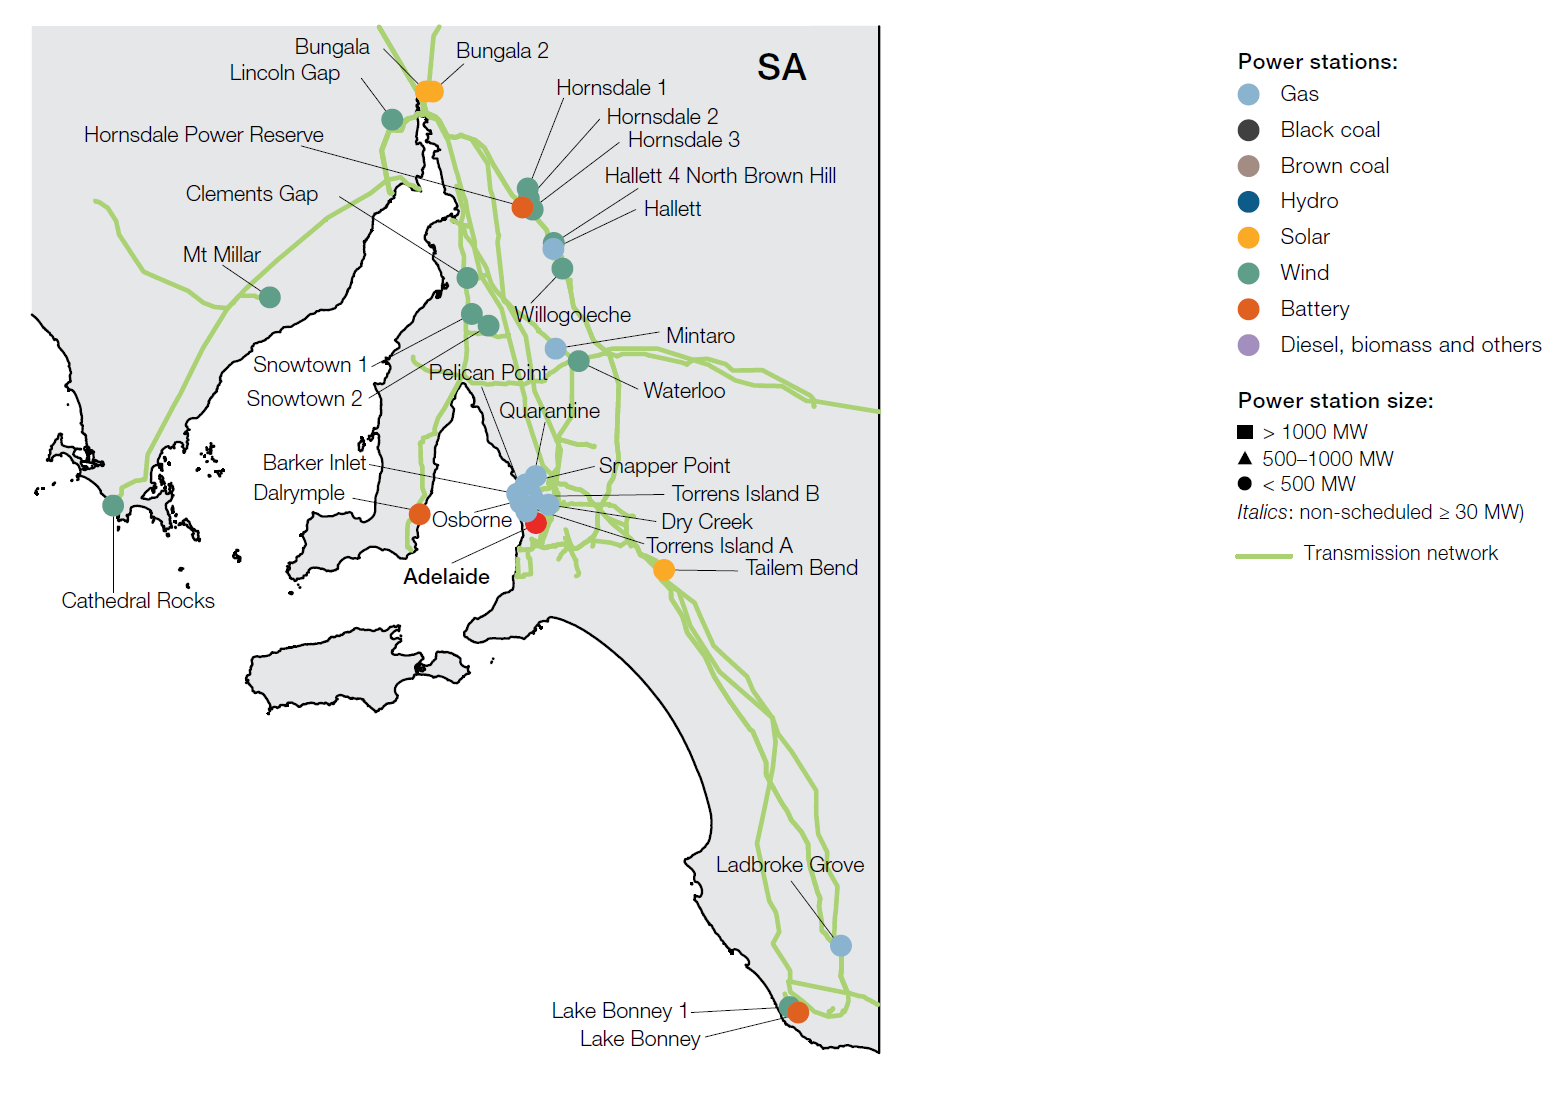 Bungala
Bungala 2
SA
Lincoln Gap
Hornsdale 1
Hornsdale 2
Hornsdale Power Reserve
Hornsdale 3
Hallett 4 North Brown Hill
Clements Gap
Hallett
Mt Millar
Willogoleche
Mintaro
Snowtown 1
Pelican Point
Waterloo
Snowtown 2
Quarantine
Barker Inlet
Snapper Point
Dalrymple
Torrens Island B
Osborne
Dry Creek
Torrens Island A
Tailem Bend
Adelaide
Cathedral Rocks
Ladbroke Grove
Lake Bonney 1
Lake Bonney
Power stations:
Gas
Black coal
Brown coal
Hydro
Solar
Wind
Battery
Diesel, biomass and others
Power station size:
> 1000 MW
500–1000 MW
< 500 MW
Italics: non-scheduled ≥ 30 MW)
Transmission network